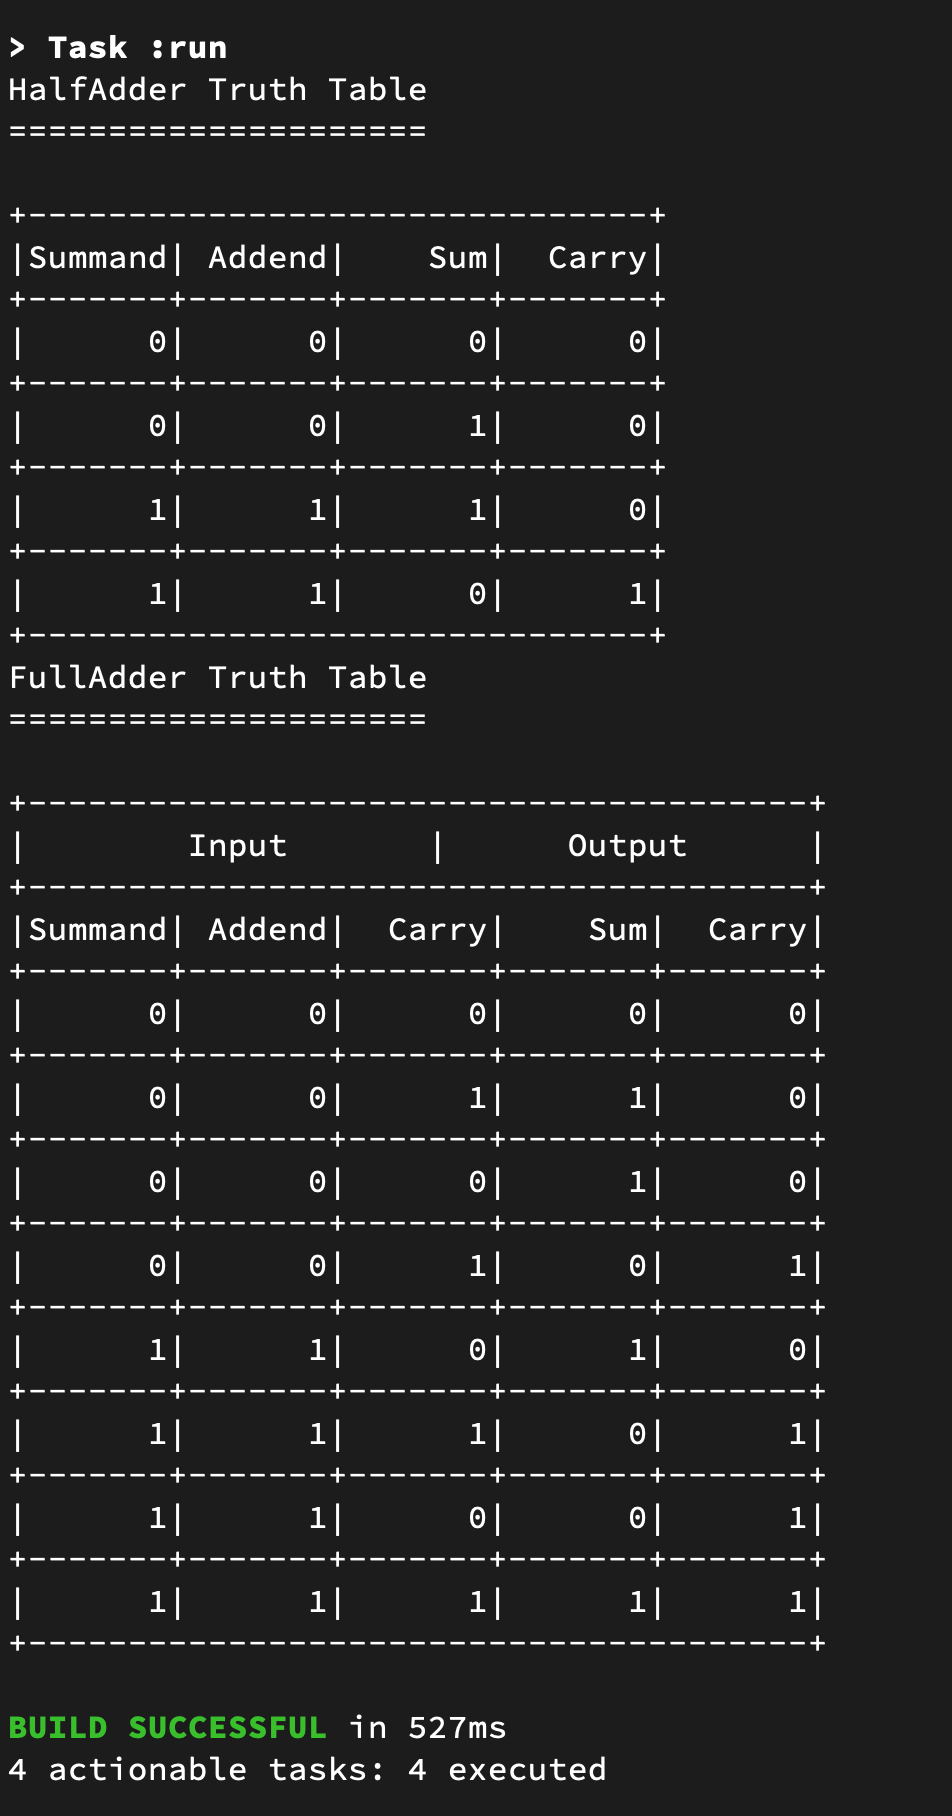 > Task :run
HalfAdder Truth Table
=====================

+-------------------------------+
|Summand| Addend|    Sum|  Carry|
+-------+-------+-------+-------+
|      0|      0|      0|      0|
+-------+-------+-------+-------+
|      0|      0|      1|      0|
+-------+-------+-------+-------+
|      1|      1|      1|      0|
+-------+-------+-------+-------+
|      1|      1|      0|      1|
+-------------------------------+
FullAdder Truth Table
=====================

+---------------------------------------+
|        Input       |      Output      |
+---------------------------------------+
|Summand| Addend|  Carry|    Sum|  Carry|
+-------+-------+-------+-------+-------+
|      0|      0|      0|      0|      0|
+-------+-------+-------+-------+-------+
|      0|      0|      1|      1|      0|
+-------+-------+-------+-------+-------+
|      0|      0|      0|      1|      0|
+-------+-------+-------+-------+-------+
|      0|      0|      1|      0|      1|
+-------+-------+-------+-------+-------+
|      1|      1|      0|      1|      0|
+-------+-------+-------+-------+-------+
|      1|      1|      1|      0|      1|
+-------+-------+-------+-------+-------+
|      1|      1|      0|      0|      1|
+-------+-------+-------+-------+-------+
|      1|      1|      1|      1|      1|
+---------------------------------------+

BUILD SUCCESSFUL in 527ms
4 actionable tasks: 4 executed